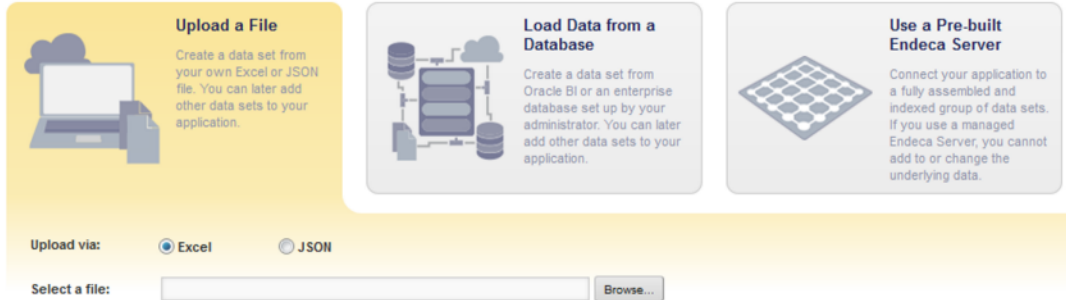 Upload a File
Create a data set from
your own Excel or JSON
file. You can later add
other data sets to your
application.
Load Data from a
Database
Create a data set from
Oracle BI or an enterprise
database set up by your
administrator. You can later
add other data sets to your
application.
Use a Pre-built
Endeca Server
Connect your application to
a fully assembled and
indexed group of data sets.
If you use a managed
Endeca Server, you cannot
add to or change the
underlying data.
Upload via:
Excel
JSON
Select a file:
Browse...